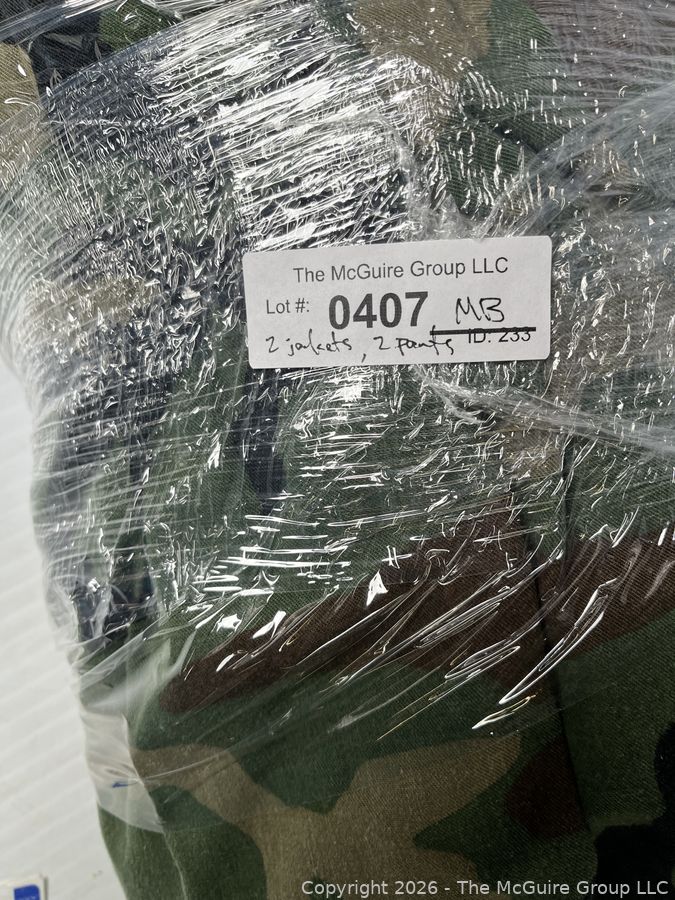 The McGuire Group LLC
Lot #: 0407 MB
ID: 233
2 jackets, 2 pants
Copyright 2026 - The McGuire Group LLC